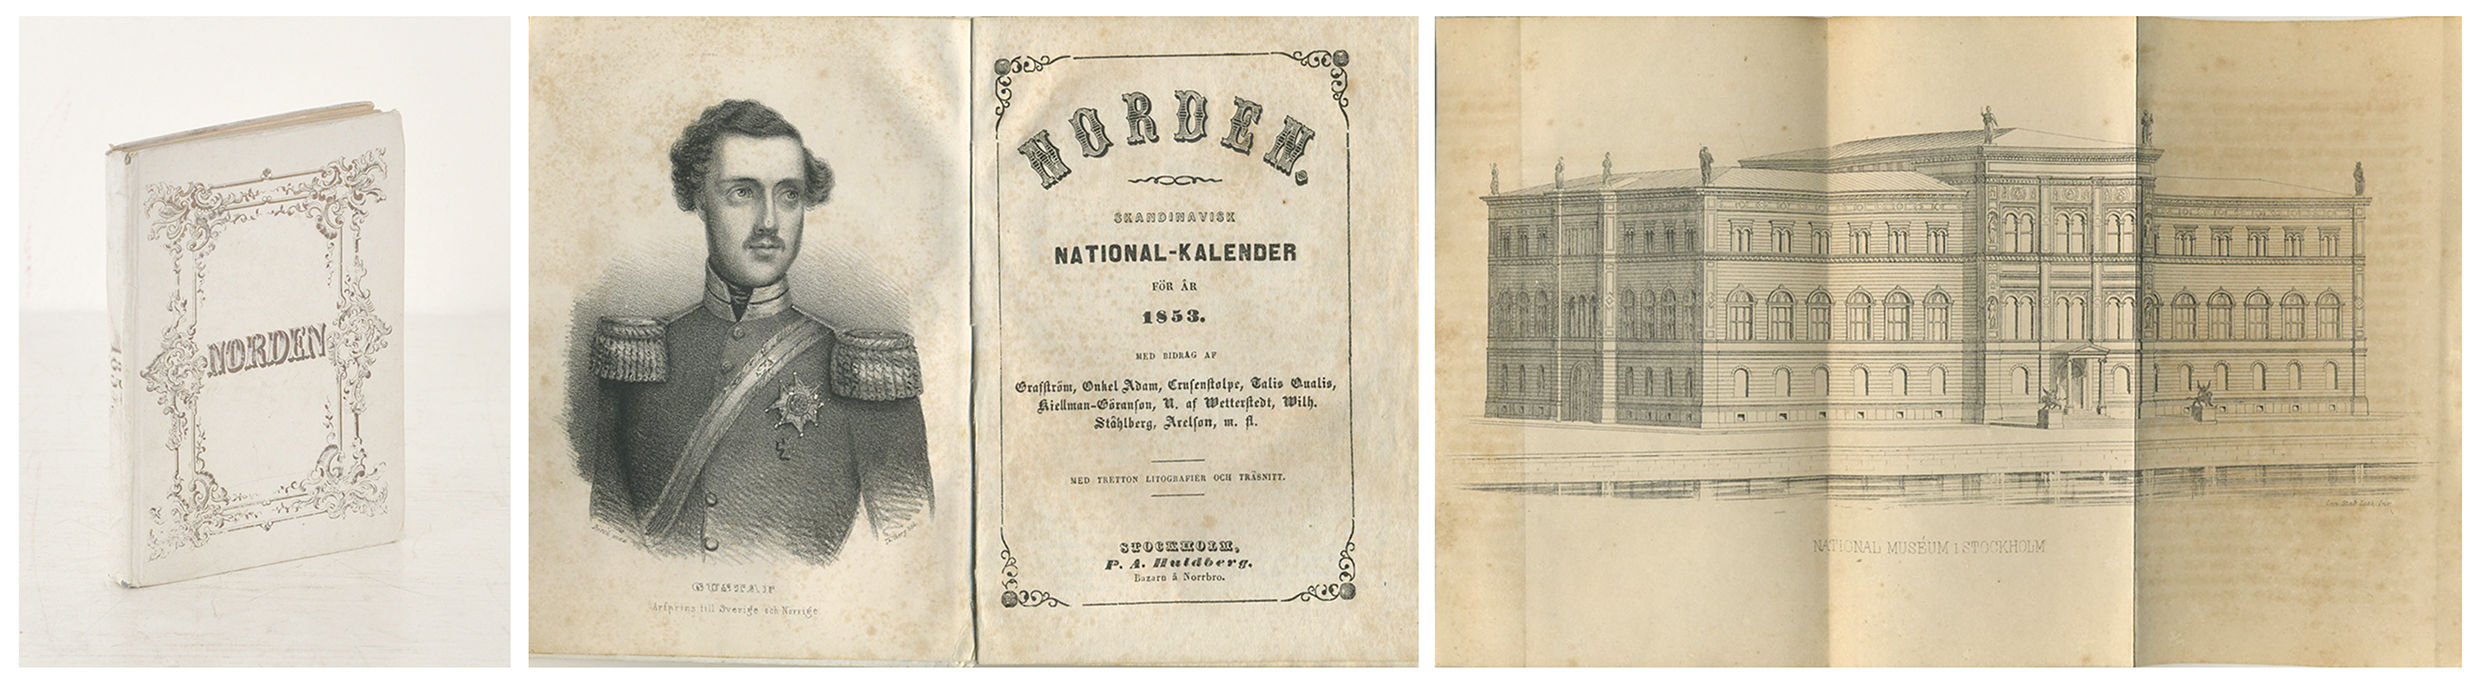 NORDEN
1853.
GUSTAF
Arfprins till Sverige och Norrige
NORDEN.
SKANDINAVISK
NATIONAL-KALENDER
FÖR ÅR
1853.
MED BIDRAG AF
Grafström, Onkel Adam, Crusenstolpe, Talis Qualis,
Kiellman-Göranson, N. af Wetterstedt, Wilh.
Ståhlberg, Axelson, m. fl.
MED TRETTON LITOGRAFIER OCH TRÄSNITT.
STOCKHOLM,
P. A. Huldberg.
Bazarn å Norrbro.
NATIONAL MUSÉUM I STOCKHOLM